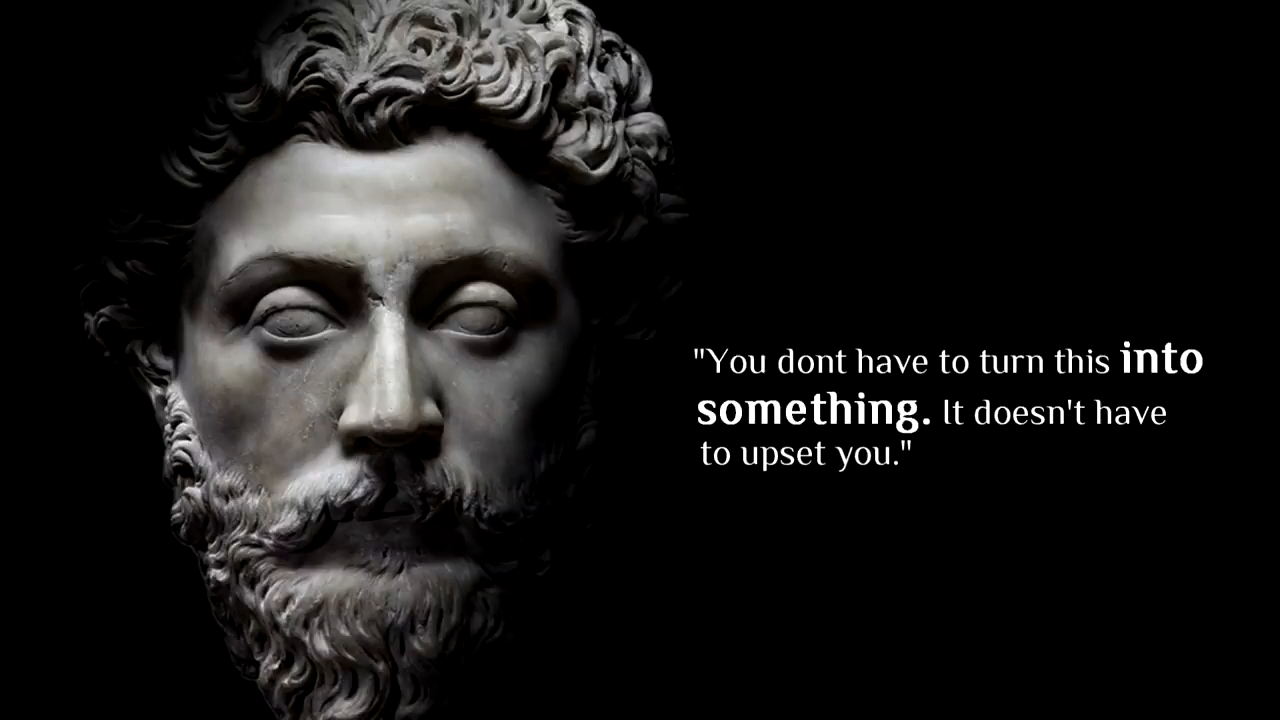 "You dont have to turn this into
something. It doesn't have
to upset you."